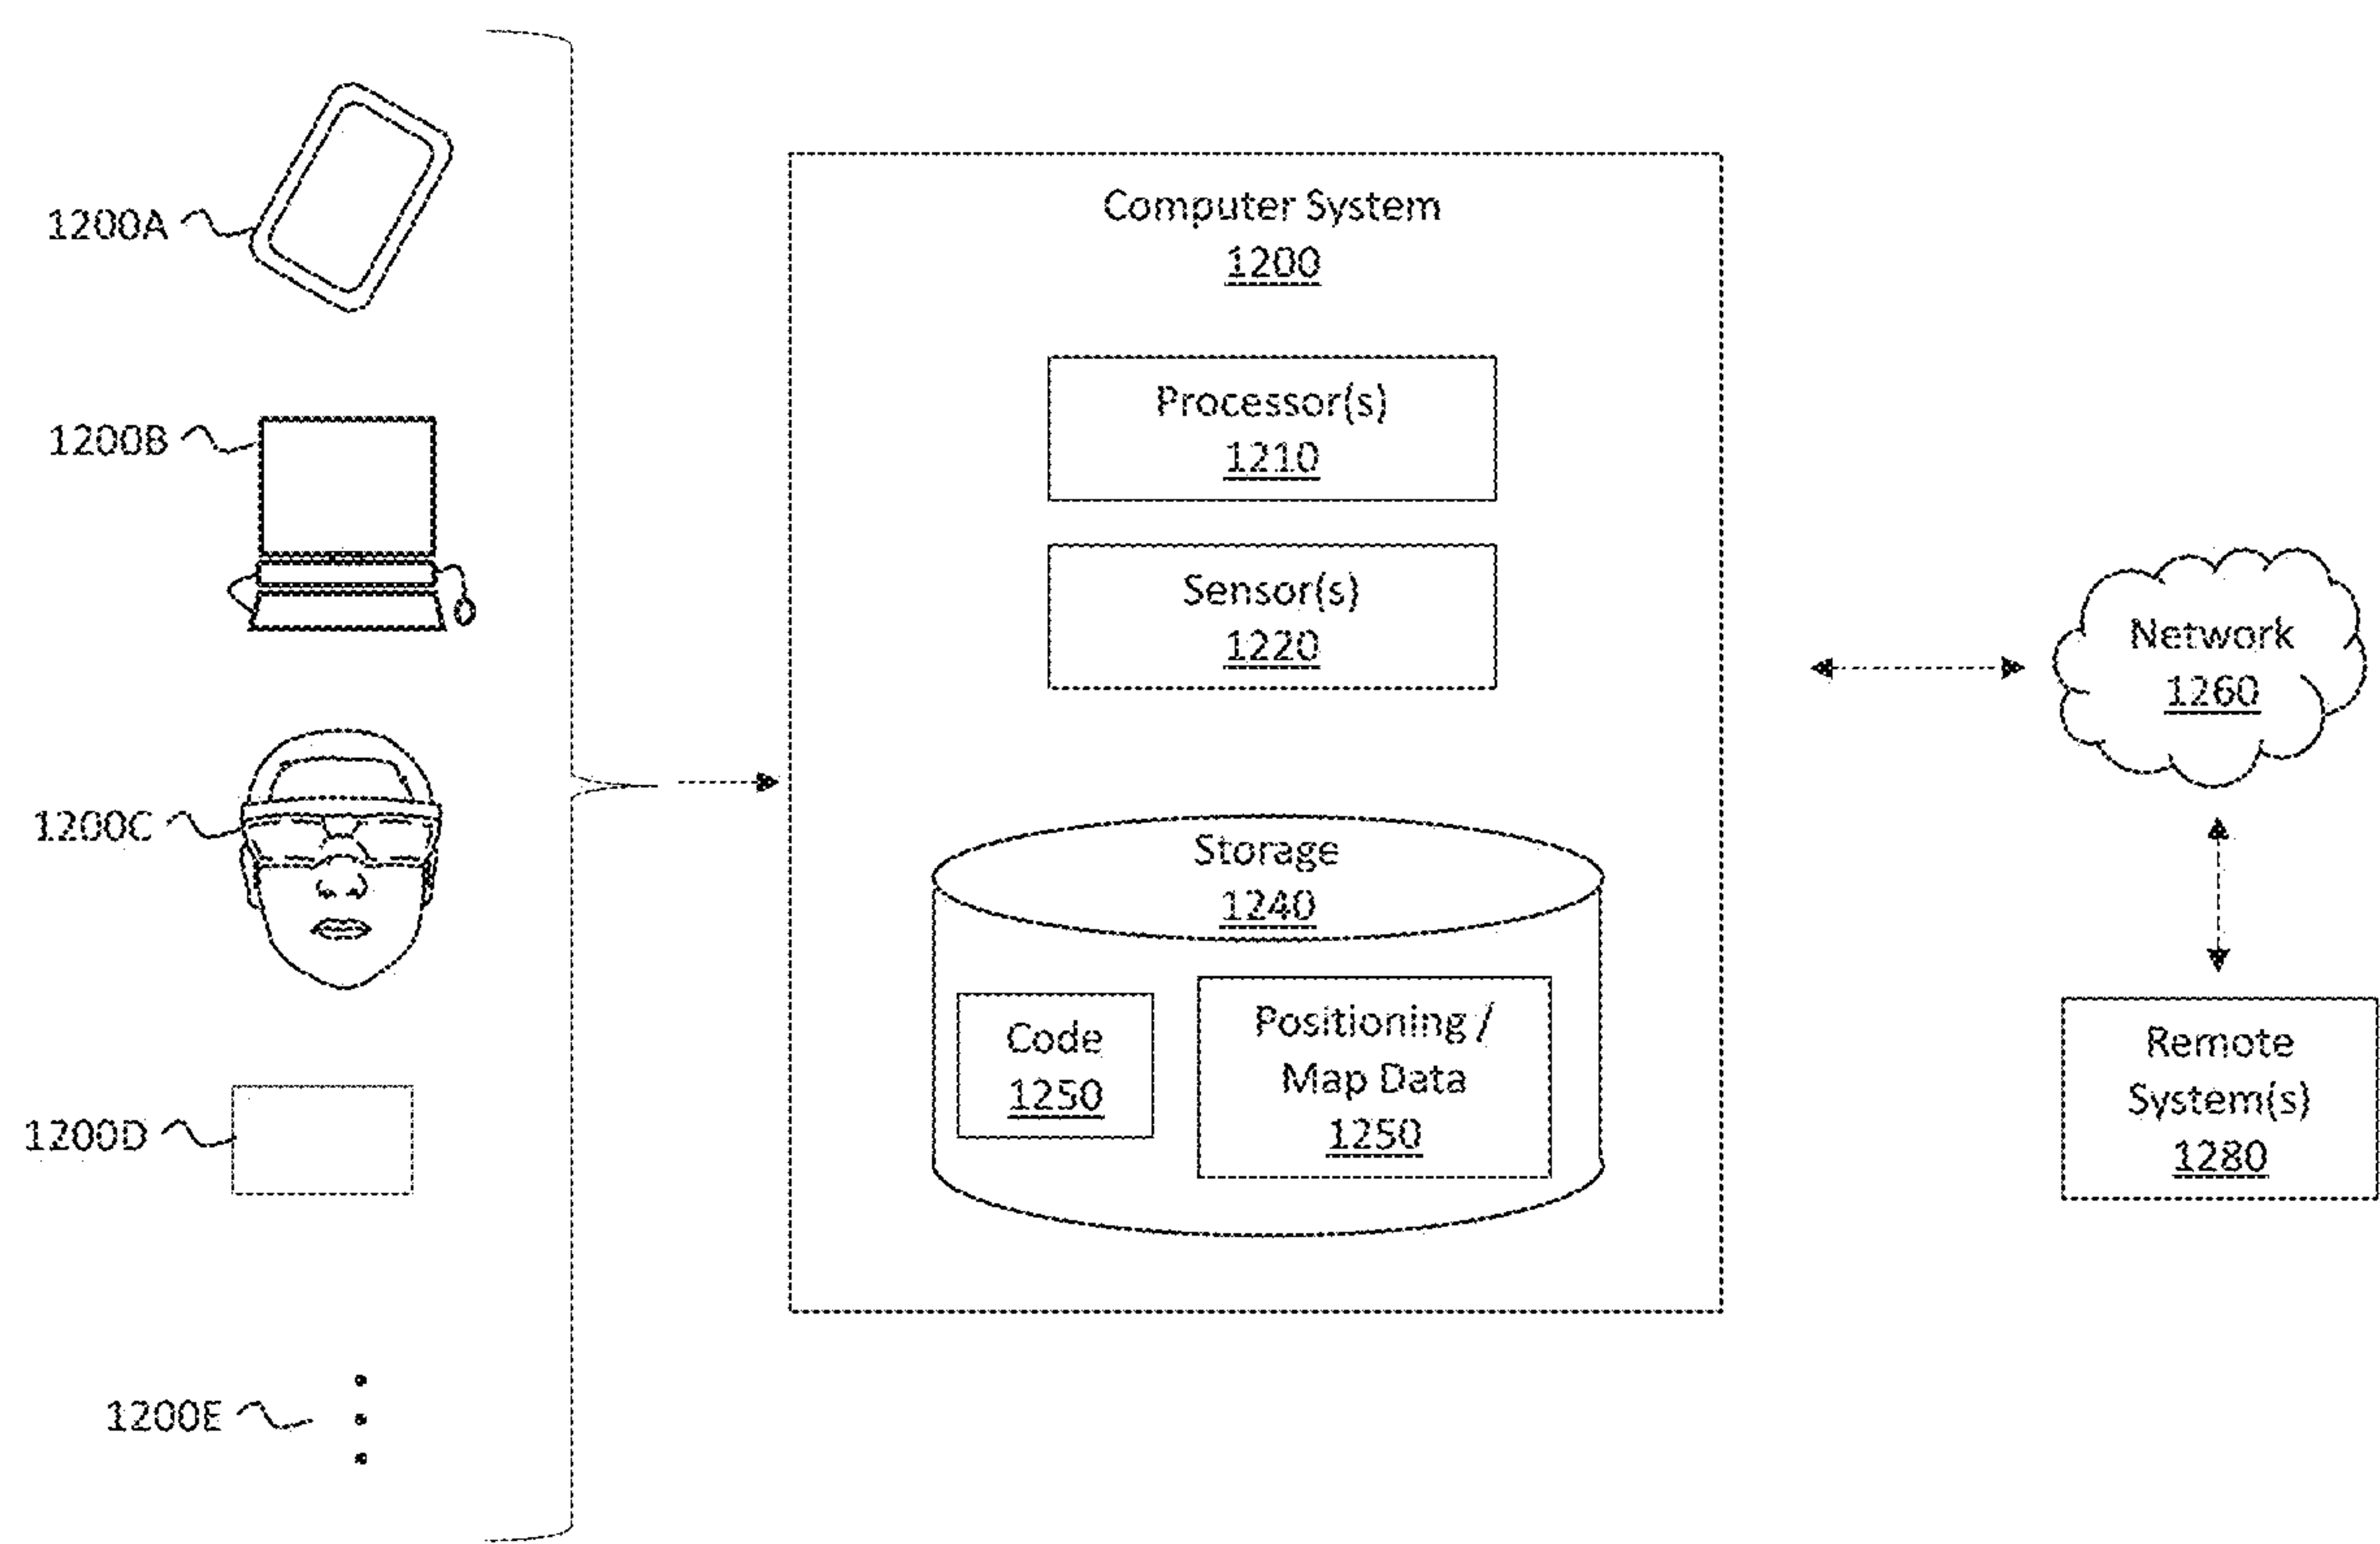 1200A
1200B
1200C
1200D
1200E
Computer System
1200
Processor(s)
1210
Sensor(s)
1220
Storage
1240
Code
1250
Positioning /
Map Data
1250
Network
1260
Remote
System(s)
1280